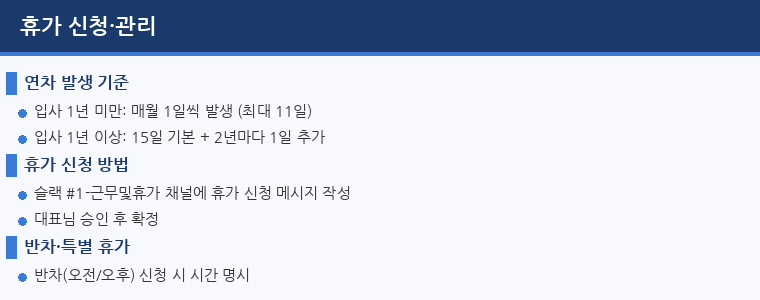 휴가 신청·관리
연차 발생 기준
입사 1년 미만: 매월 1일씩 발생 (최대 11일)
입사 1년 이상: 15일 기본 + 2년마다 1일 추가
휴가 신청 방법
슬랙 #1-근무및휴가 채널에 휴가 신청 메시지 작성
대표님 승인 후 확정
반차·특별 휴가
반차(오전/오후) 신청 시 시간 명시